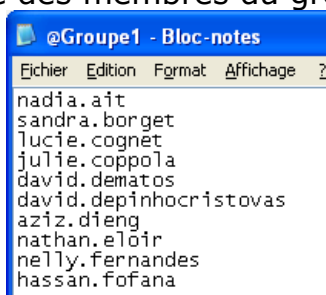 des membres du gr
@Groupe1 - Bloc-notes
Fichier Edition Format Affichage ?
nadia.ait
sandra.borget
lucie.cognet
julie.coppola
david.dematos
david.depinhocristovas
aziz.dieng
nathan.eloir
nelly.fernandes
hassan.fofana